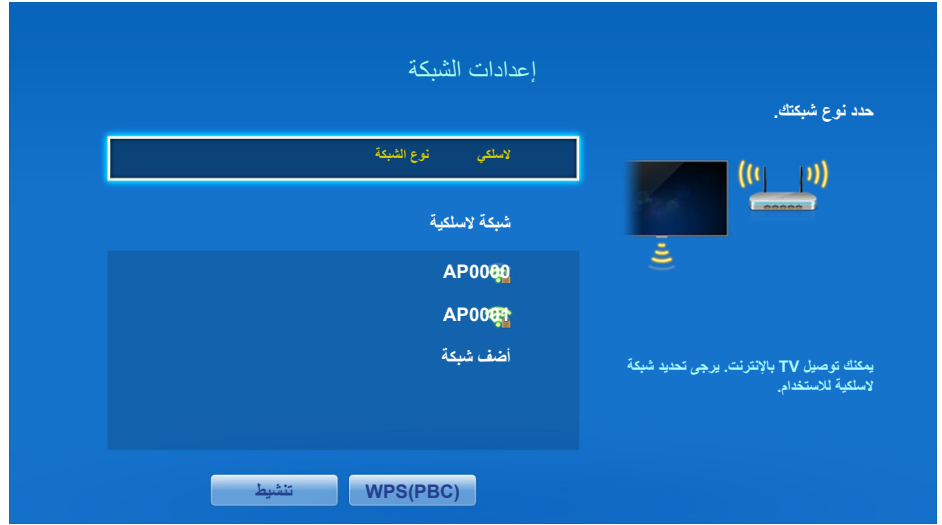 إعدادات الشبكة
حدد نوع شبكتك.
نوع الشبكة لاسلكي
شبكة لاسلكية
AP0000
AP0001
أضف شبكة
يمكنك توصيل TV بالإنترنت. يرجى تحديد شبكة
لاسلكية للاستخدام.
WPS(PBC) تنشيط